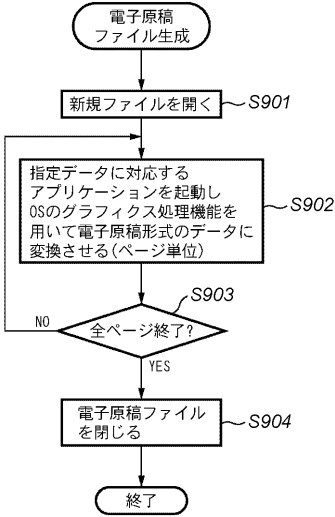 電子原稿
ファイル生成
新規ファイルを開く
S901
指定データに対応する
アプリケーションを起動し
OSのグラフィクス処理機能を
用いて電子原稿形式のデータに
変換させる(ページ単位)
S902
S903
全ページ終了?
NO
YES
電子原稿ファイル
を閉じる
S904
終了